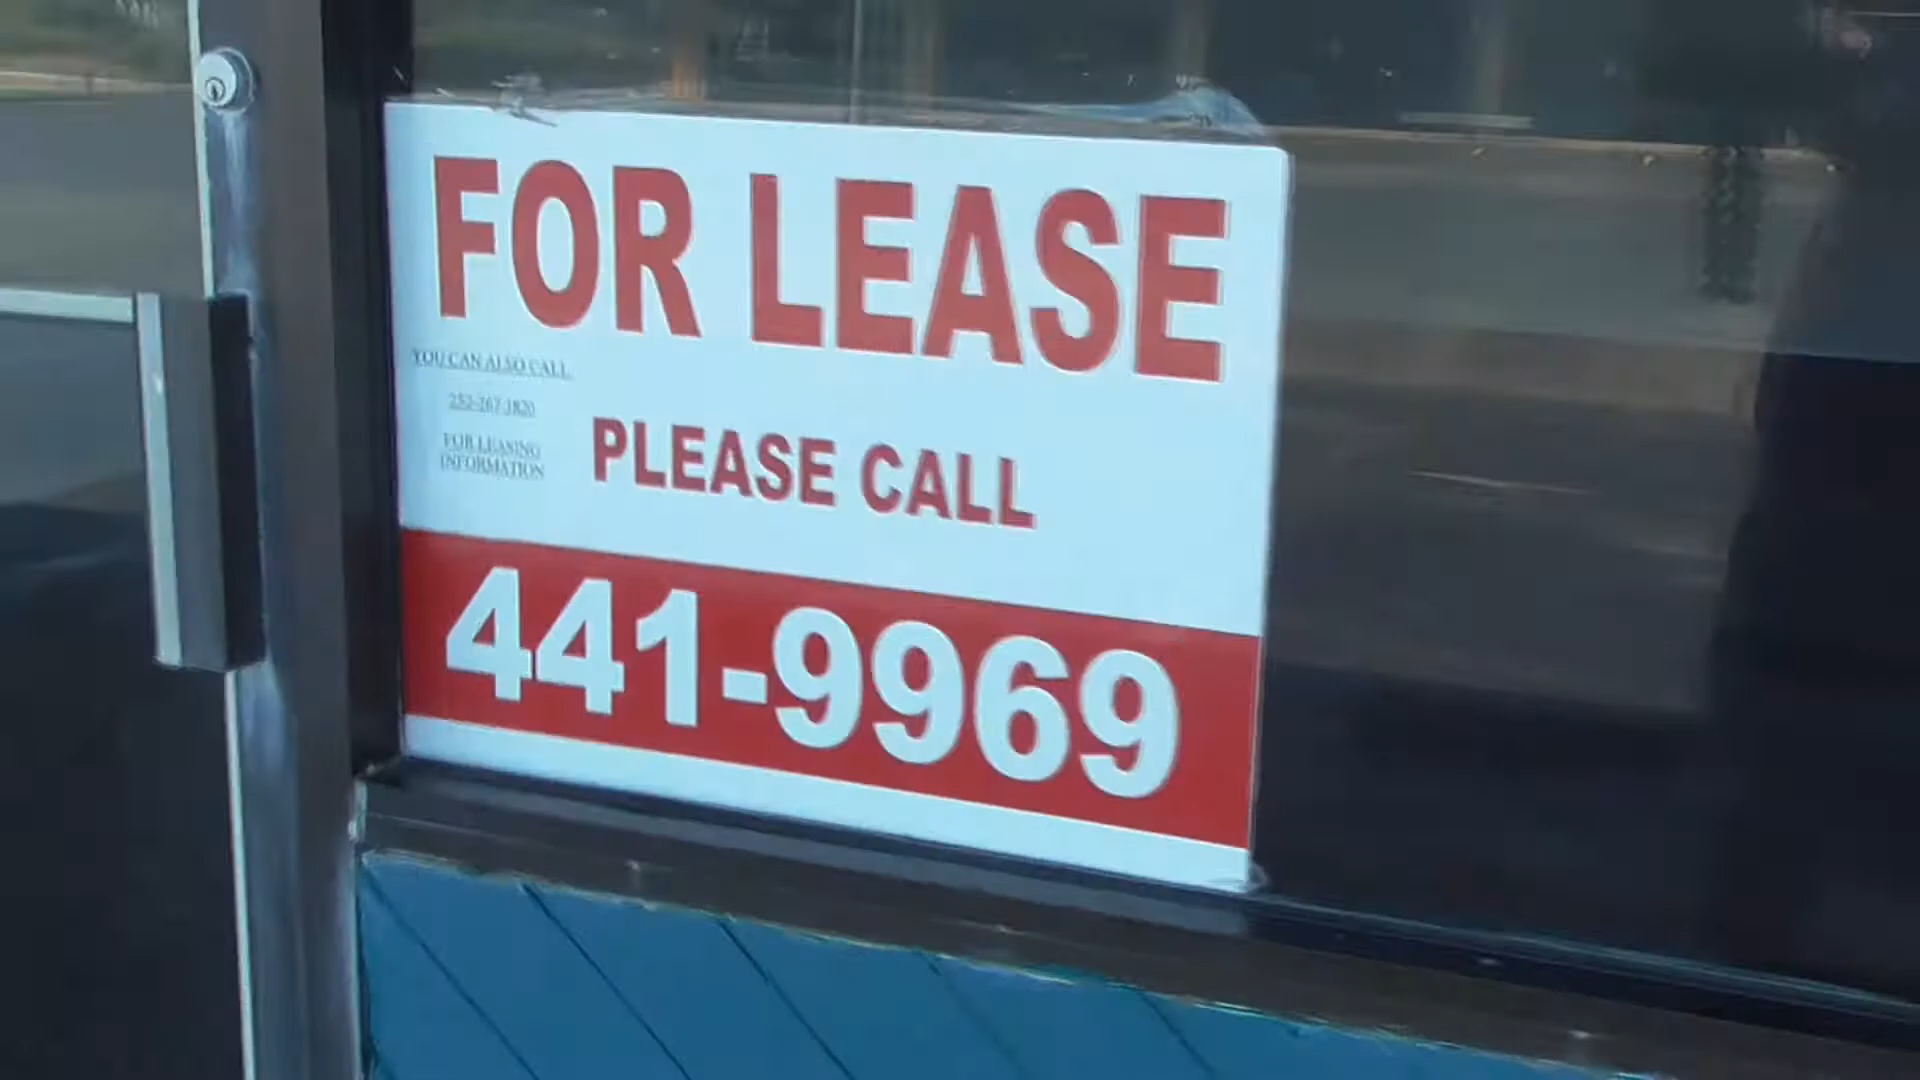 FOR LEASE
YOU CAN ALSO CALL
252-267-1820
FOR LEASING
INFORMATION
PLEASE CALL
441-9969